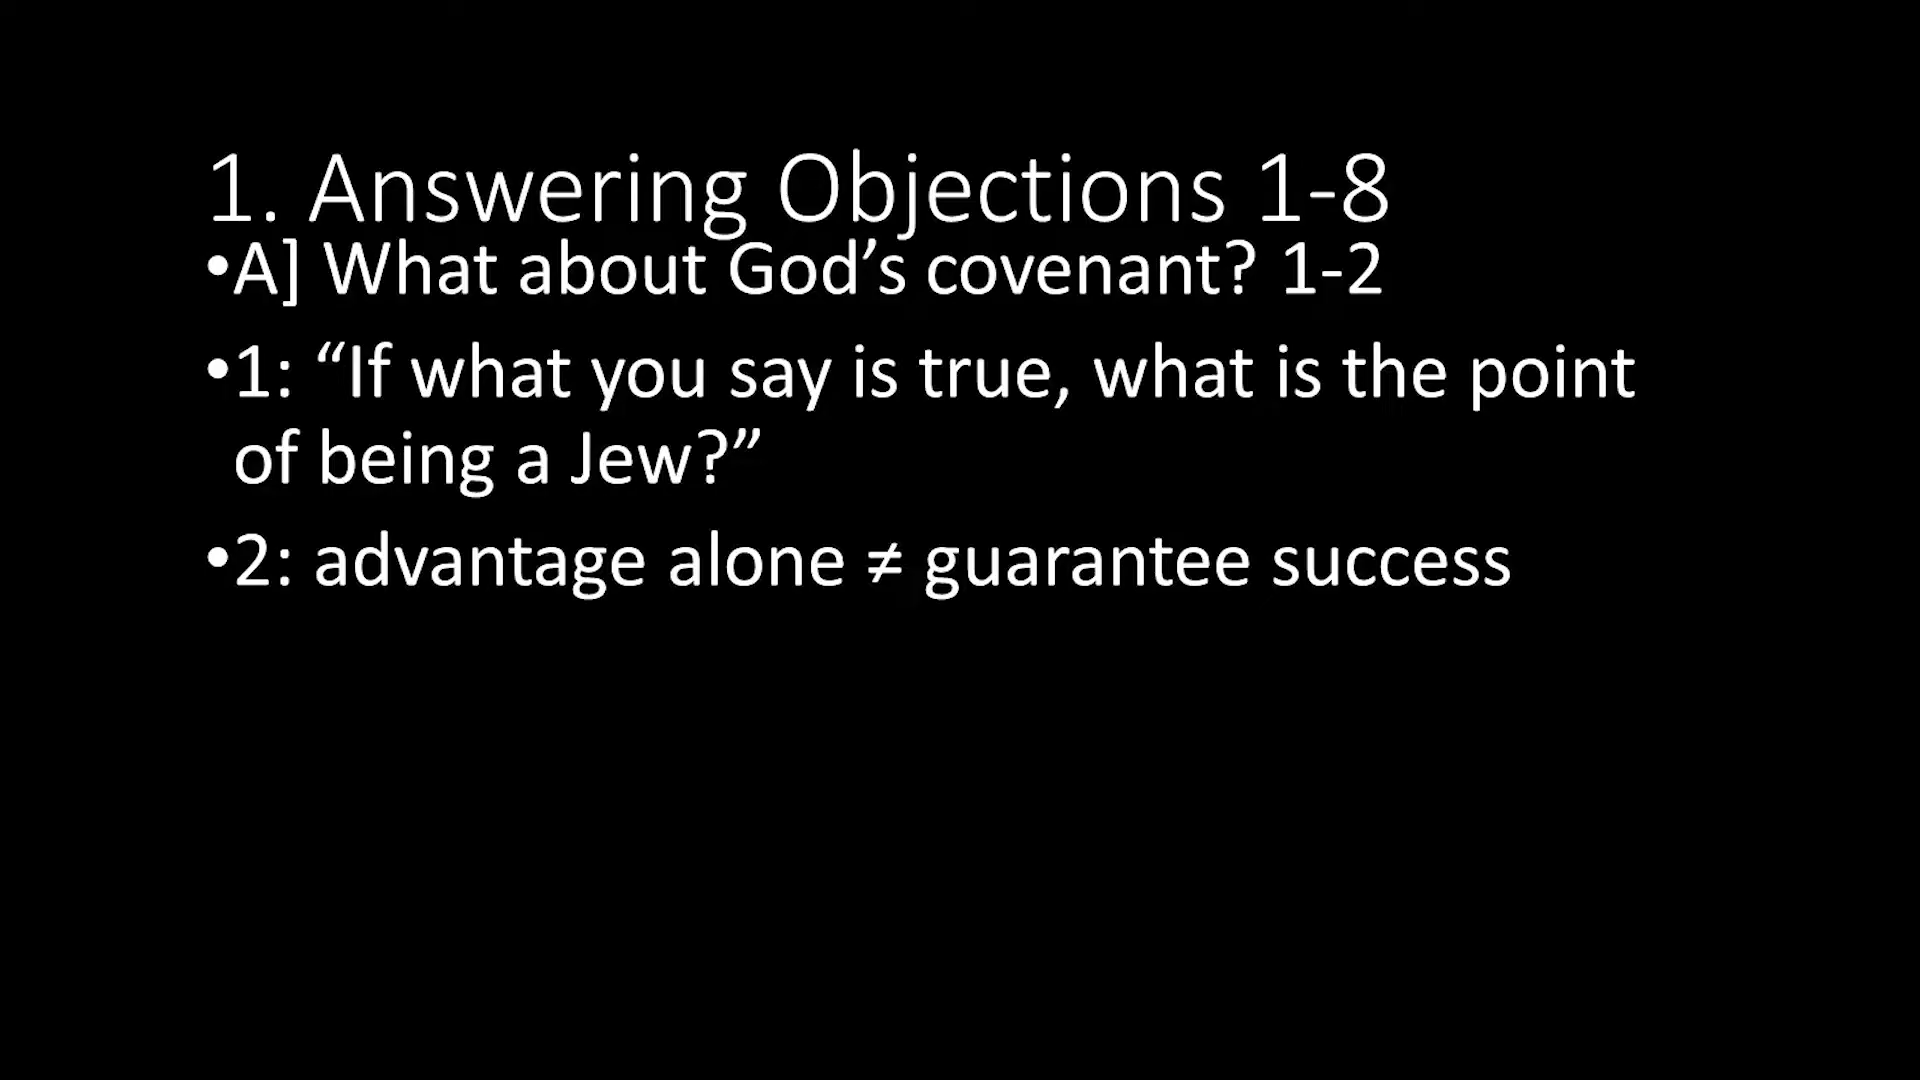 1. Answering Objections 1-8
•A] What about God’s covenant? 1-2
•1: “If what you say is true, what is the point
of being a Jew?”
•2: advantage alone ≠ guarantee success